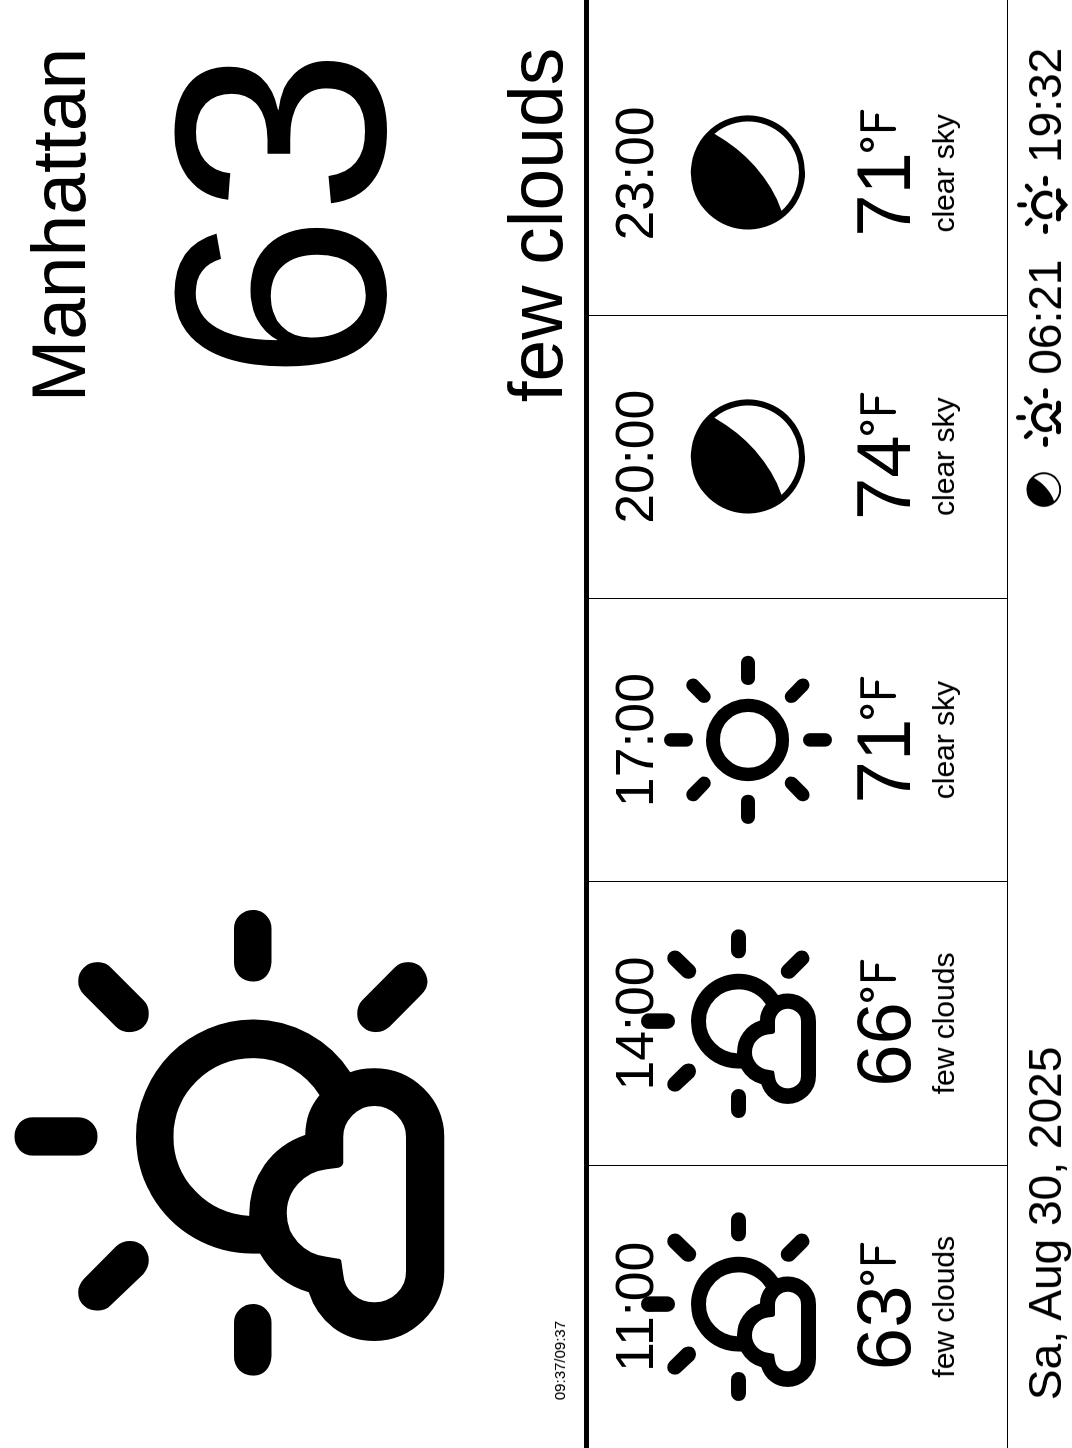 Manhattan
63
few clouds
09:37/09:37
11:00
63°F
few clouds
14:00
66°F
few clouds
17:00
71°F
clear sky
20:00
74°F
clear sky
23:00
71°F
clear sky
Sa, Aug 30, 2025
06:21
19:32